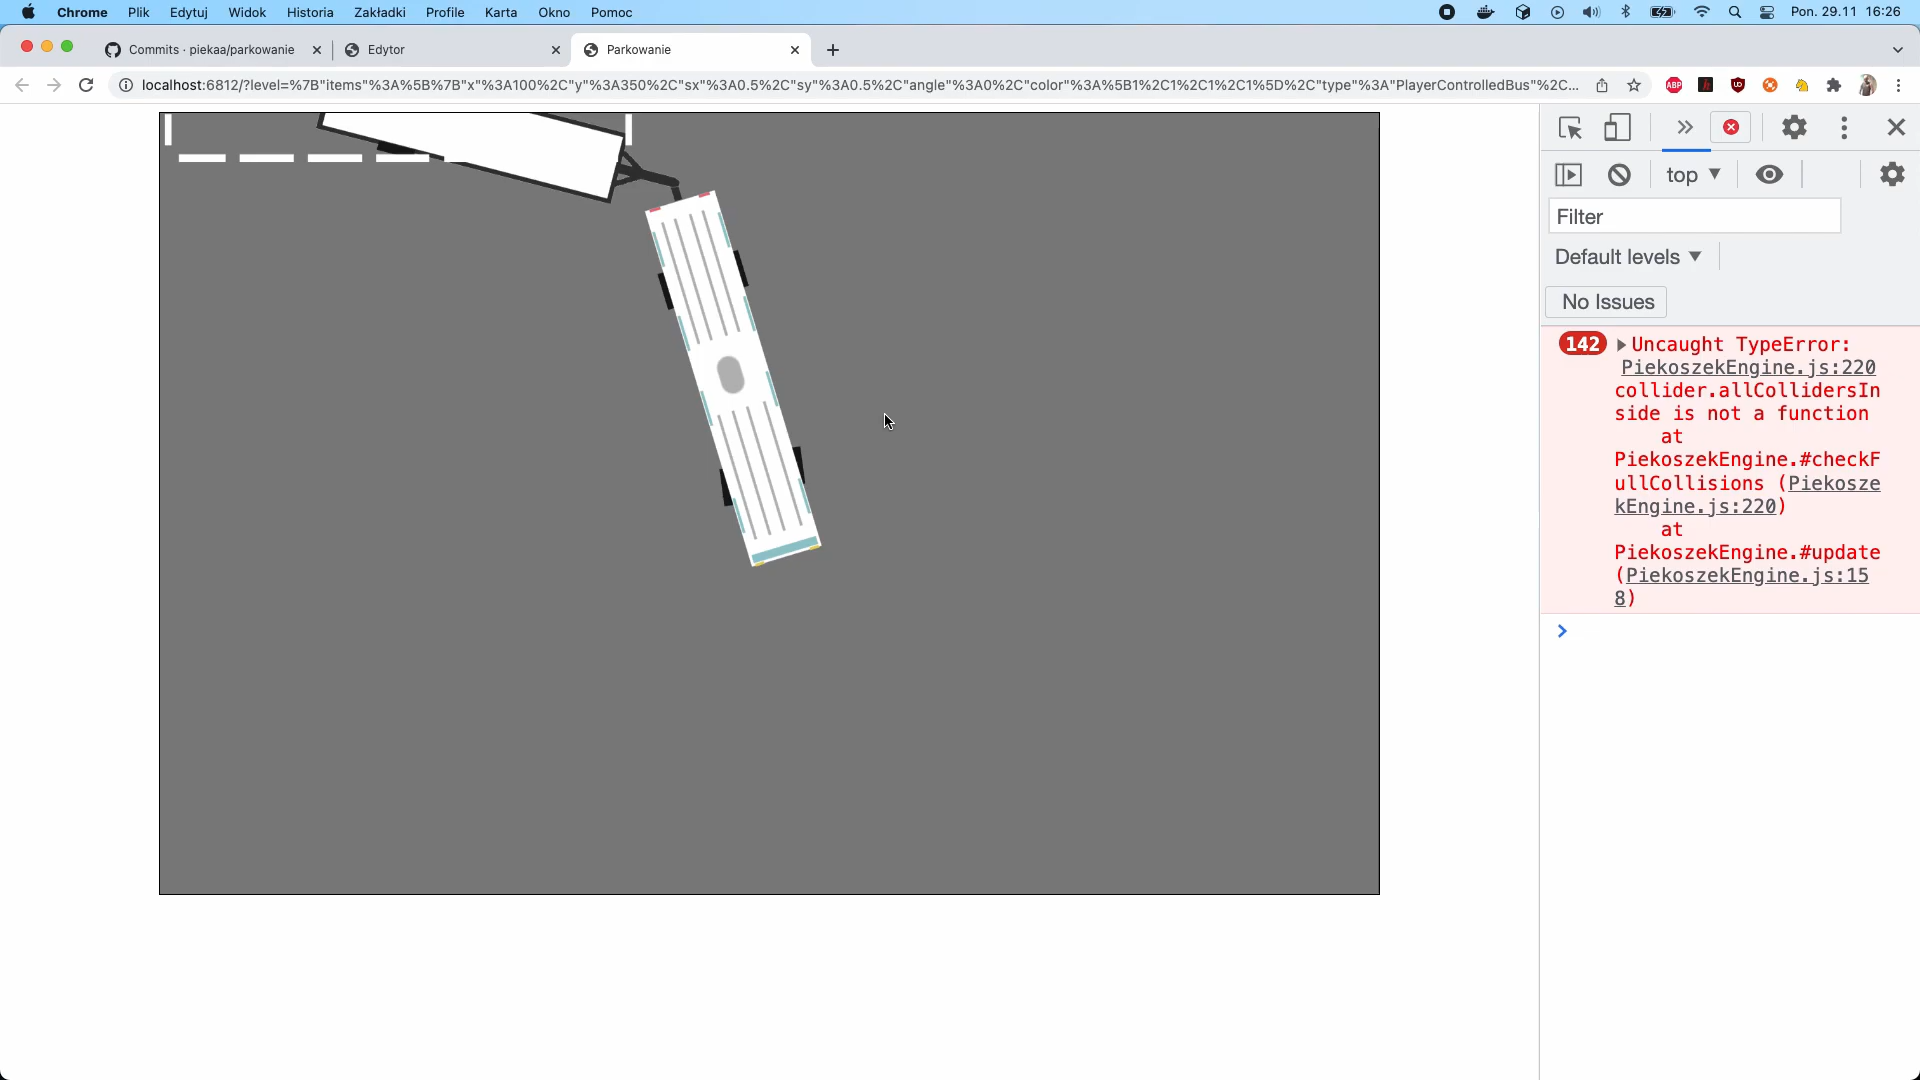 Chrome Plik Edytuj Widok Historia Zakładki Profile Karta Okno Pomoc Pon. 29.11 16:26
Commits · piekaa/parkowanie Edytor Parkowanie
localhost:6812/?level=%7B"items"%3A%5B%7B"x"%3A100%2C"y"%3A350%2C"sx"%3A0.5%2C"sy"%3A0.5%2C"angle"%3A0%2C"color"%3A%5B1%2C1%2C1%2C1%5D%2C"type"%3A"PlayerControlledBus"%2C...
ABP
top
Filter
Default levels
No Issues
142 Uncaught TypeError:
PiekoszekEngine.js:220
collider.allCollidersIn
side is not a function
at
PiekoszekEngine.#checkF
ullCollisions (Piekosze
kEngine.js:220)
at
PiekoszekEngine.#update
(PiekoszekEngine.js:15
8)